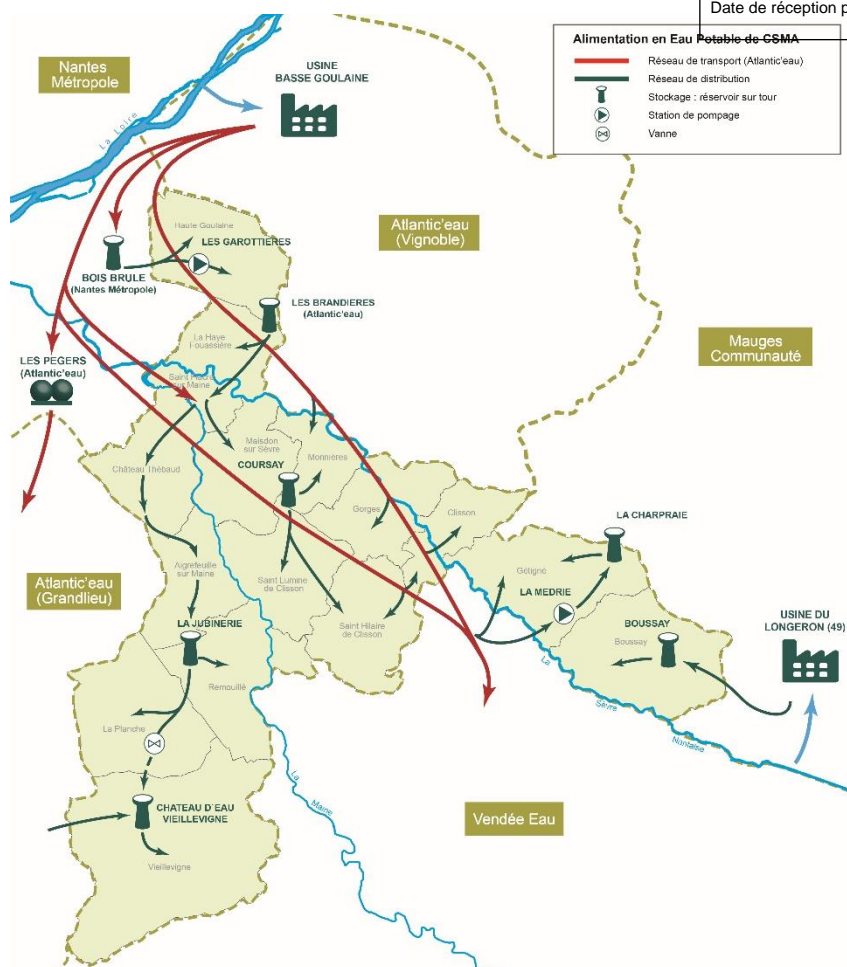 Date de réception p
Alimentation en Eau Potable de CSMA
Réseau de transport (Atlantic'eau)
Réseau de distribution
Stockage : réservoir sur tour
Station de pompage
Vanne
Nantes
Métropole
USINE
BASSE GOULAINE
La Loire
Haute Goulaine
LES GAROTTIERES
Atlantic'eau
(Vignoble)
BOIS BRULE
(Nantes Métropole)
LES BRANDIERES
(Atlantic'eau)
La Haye
Fouassière
Mauges
Communauté
LES PEGERS
(Atlantic'eau)
Saint Fiacre
sur Maine
Maisdon
sur Sèvre
Monnières
Château Thébaud
COURSAY
Gorges
Clisson
LA CHARPRAIE
Aigrefeuille
sur Maine
Saint Lumine
de Clisson
Gétigné
LA MEDRIE
Atlantic'eau
(Grandlieu)
Saint Hilaire
de Clisson
BOUSSAY
Boussay
USINE DU
LONGERON (49)
LA JUBINERIE
Remouillé
La Sèvre Nantaise
La Planche
La Maine
CHATEAU D'EAU
VIEILLEVIGNE
Vendée Eau
Vieillevigne